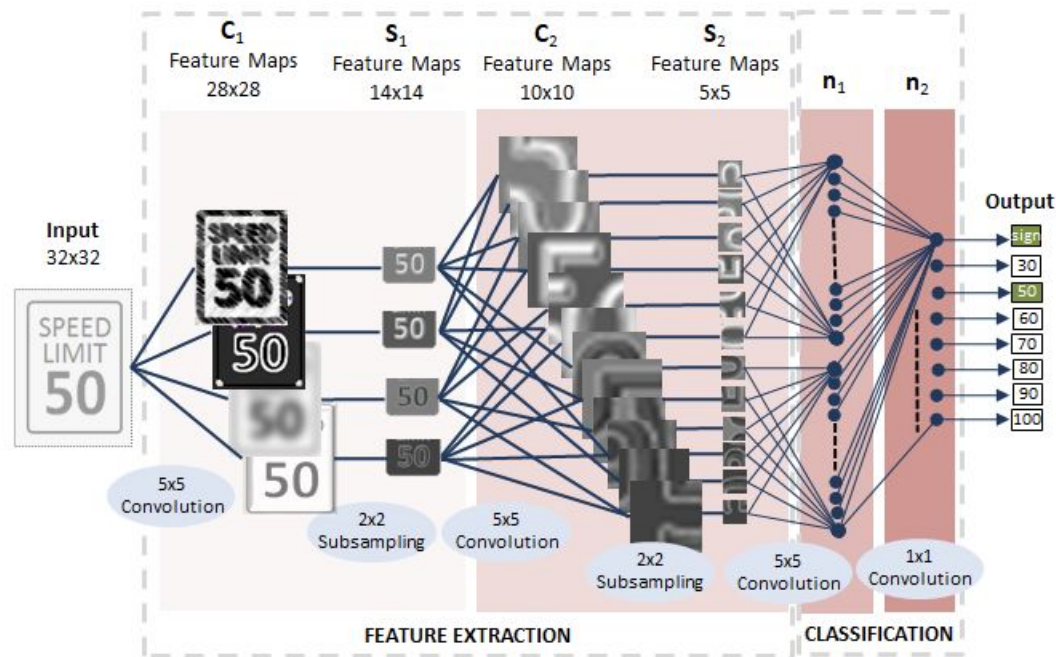 C1
Feature Maps
28x28
S1
Feature Maps
14x14
C2
Feature Maps
10x10
S2
Feature Maps
5x5
n1
n2
Input
32x32
SPEED
LIMIT
50
SPEED
LIMIT
50
50
50
50
50
50
50
50
Output
sign
30
50
60
70
80
90
100
5x5
Convolution
2x2
Subsampling
5x5
Convolution
2x2
Subsampling
5x5
Convolution
1x1
Convolution
FEATURE EXTRACTION
CLASSIFICATION